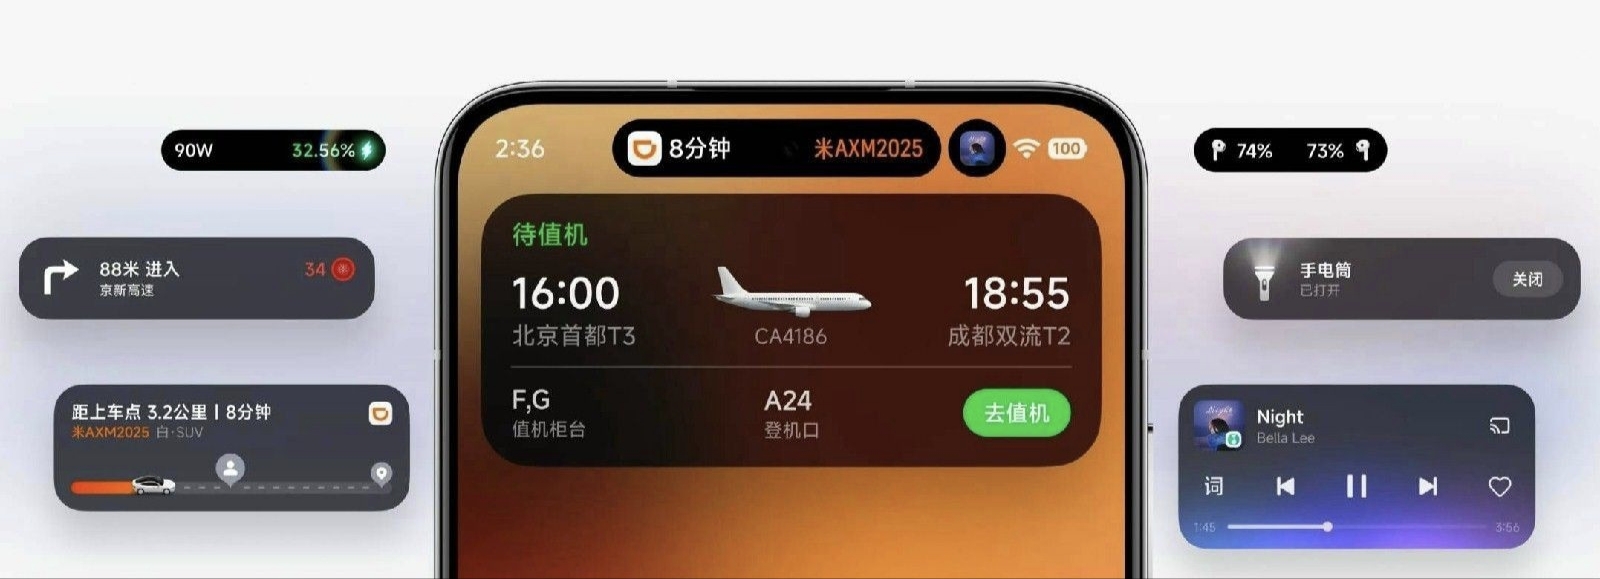 90W 32.56%
88米 进入 34
京新高速
距上车点 3.2公里 | 8分钟
米AXM2025 白·SUV
2:36 8分钟 米AXM2025 100
待值机
16:00 18:55
北京首都T3 CA4186 成都双流T2
F,G A24 去值机
值机柜台 登机口
74% 73%
手电筒
已打开 关闭
Night
Night
Bella Lee
词
1:45 3:56